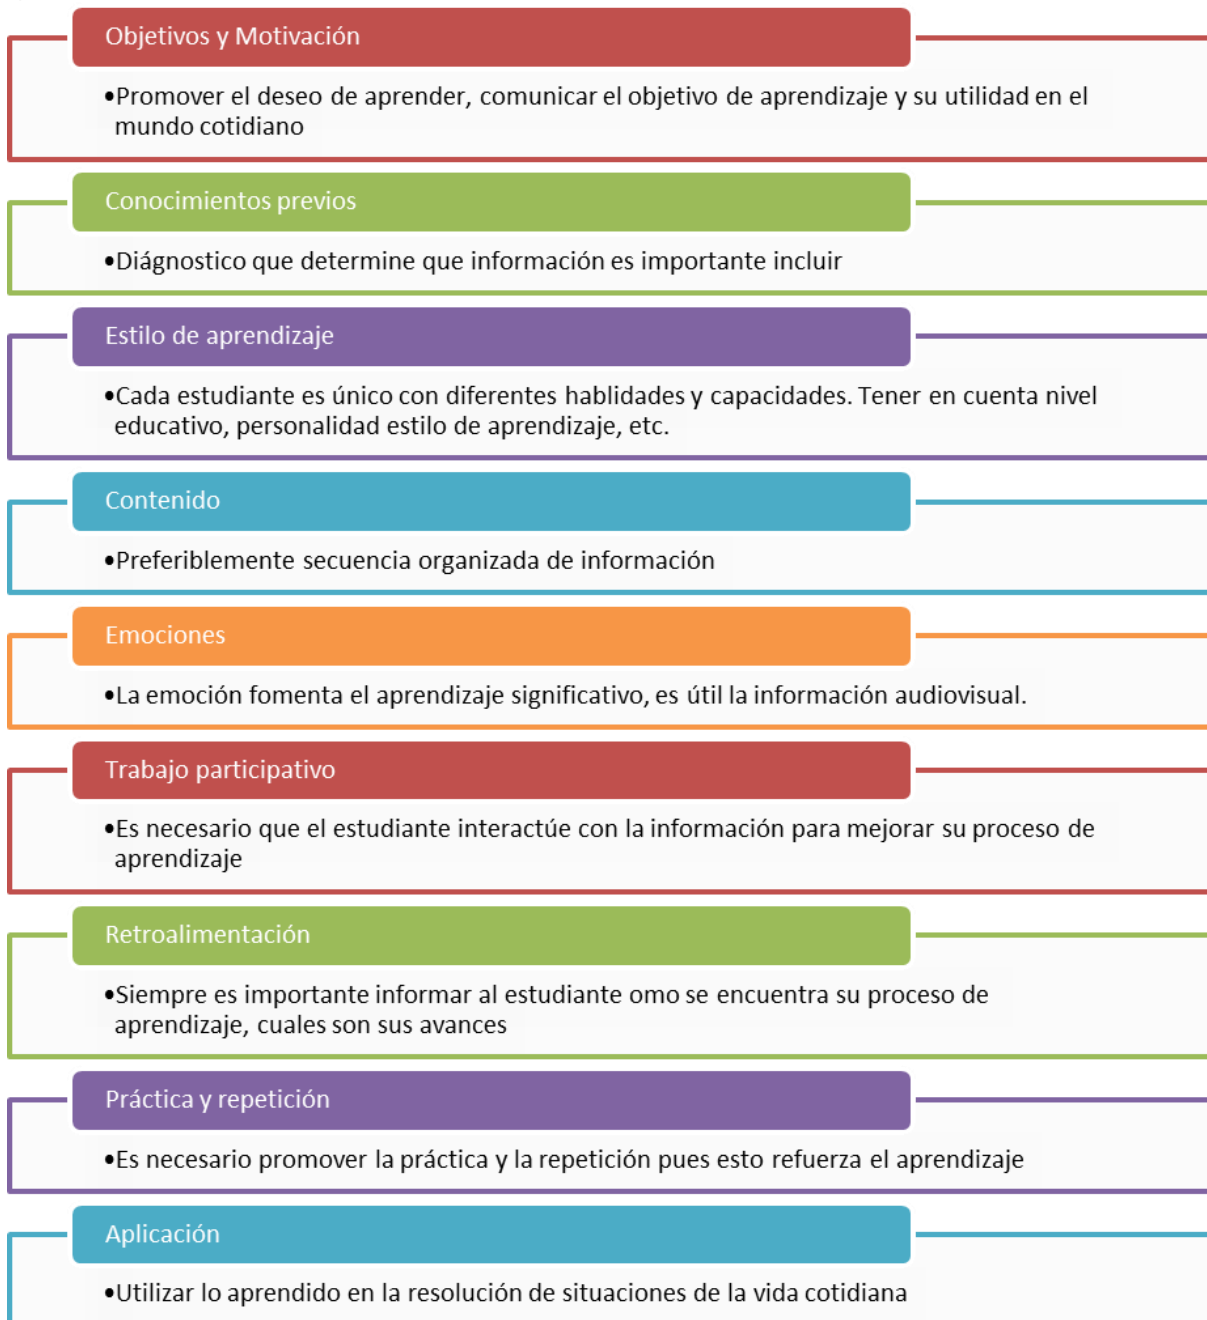 Objetivos y Motivación
•Promover el deseo de aprender, comunicar el objetivo de aprendizaje y su utilidad en el
mundo cotidiano
Conocimientos previos
•Diágnostico que determine que información es importante incluir
Estilo de aprendizaje
•Cada estudiante es único con diferentes hablidades y capacidades. Tener en cuenta nivel
educativo, personalidad estilo de aprendizaje, etc.
Contenido
•Preferiblemente secuencia organizada de información
Emociones
•La emoción fomenta el aprendizaje significativo, es útil la información audiovisual.
Trabajo participativo
•Es necesario que el estudiante interactúe con la información para mejorar su proceso de
aprendizaje
Retroalimentación
•Siempre es importante informar al estudiante omo se encuentra su proceso de
aprendizaje, cuales son sus avances
Práctica y repetición
•Es necesario promover la práctica y la repetición pues esto refuerza el aprendizaje
Aplicación
•Utilizar lo aprendido en la resolución de situaciones de la vida cotidiana